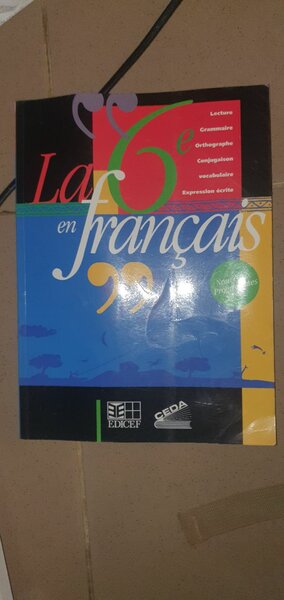 Lecture
Grammaire
Orthographe
Conjugaison
vocabulaire
Expression écrite
La 6e
en français
EDICEF
CEDA